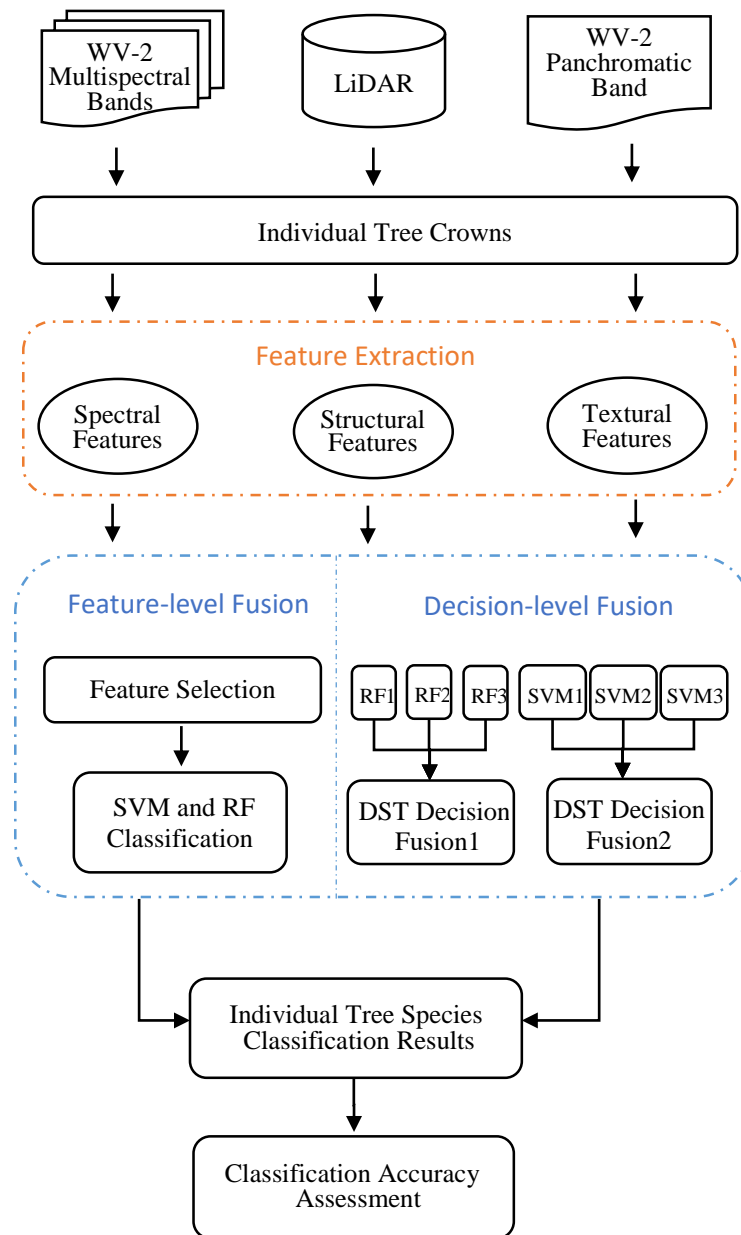 WV-2
Multispectral
Bands
LiDAR
WV-2
Panchromatic
Band
Individual Tree Crowns
Feature Extraction
Spectral
Features
Structural
Features
Textural
Features
Feature-level Fusion
Decision-level Fusion
Feature Selection
RF1
RF2
RF3
SVM1
SVM2
SVM3
SVM and RF
Classification
DST Decision
Fusion1
DST Decision
Fusion2
Individual Tree Species
Classification Results
Classification Accuracy
Assessment